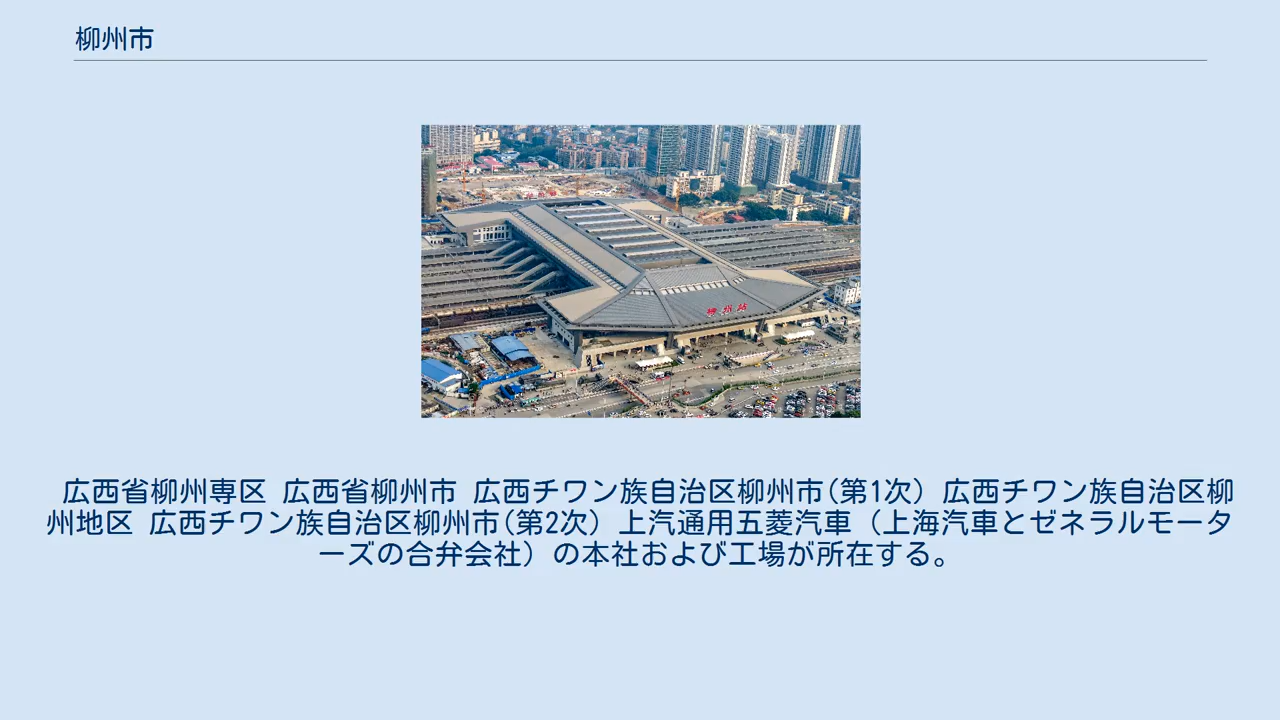 柳州市
柳州站
広西省柳州専区 広西省柳州市 広西チワン族自治区柳州市(第1次) 広西チワン族自治区柳
州地区 広西チワン族自治区柳州市(第2次) 上汽通用五菱汽車（上海汽車とゼネラルモータ
ーズの合弁会社）の本社および工場が所在する。